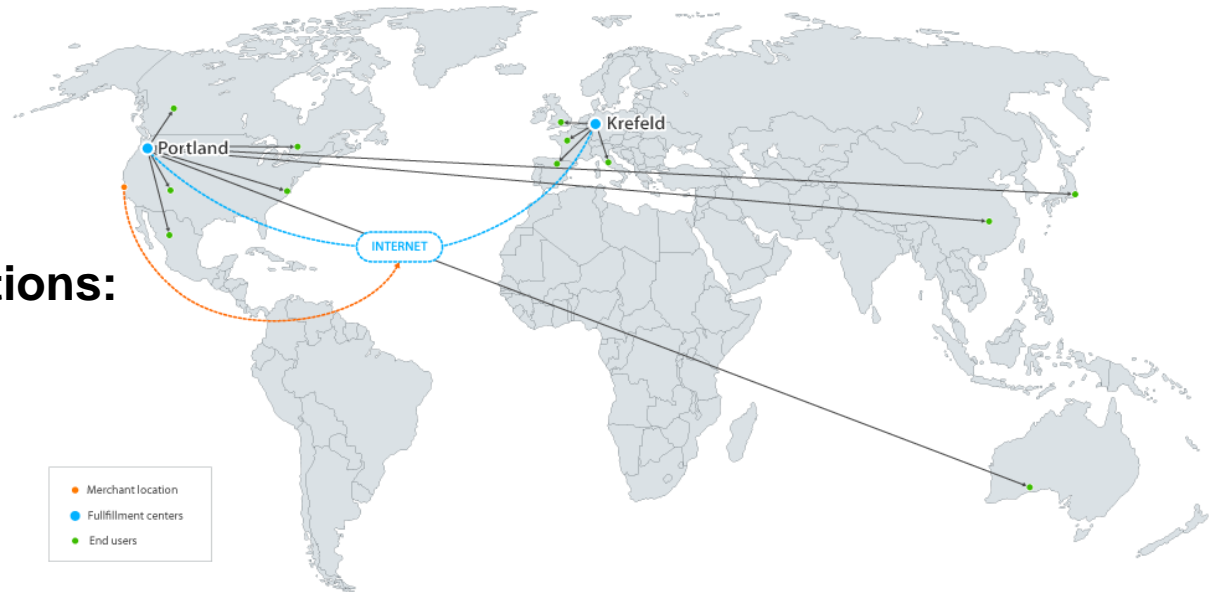 Krefeld
Portland
INTERNET
tions:
Merchant location
Fullfillment centers
End users